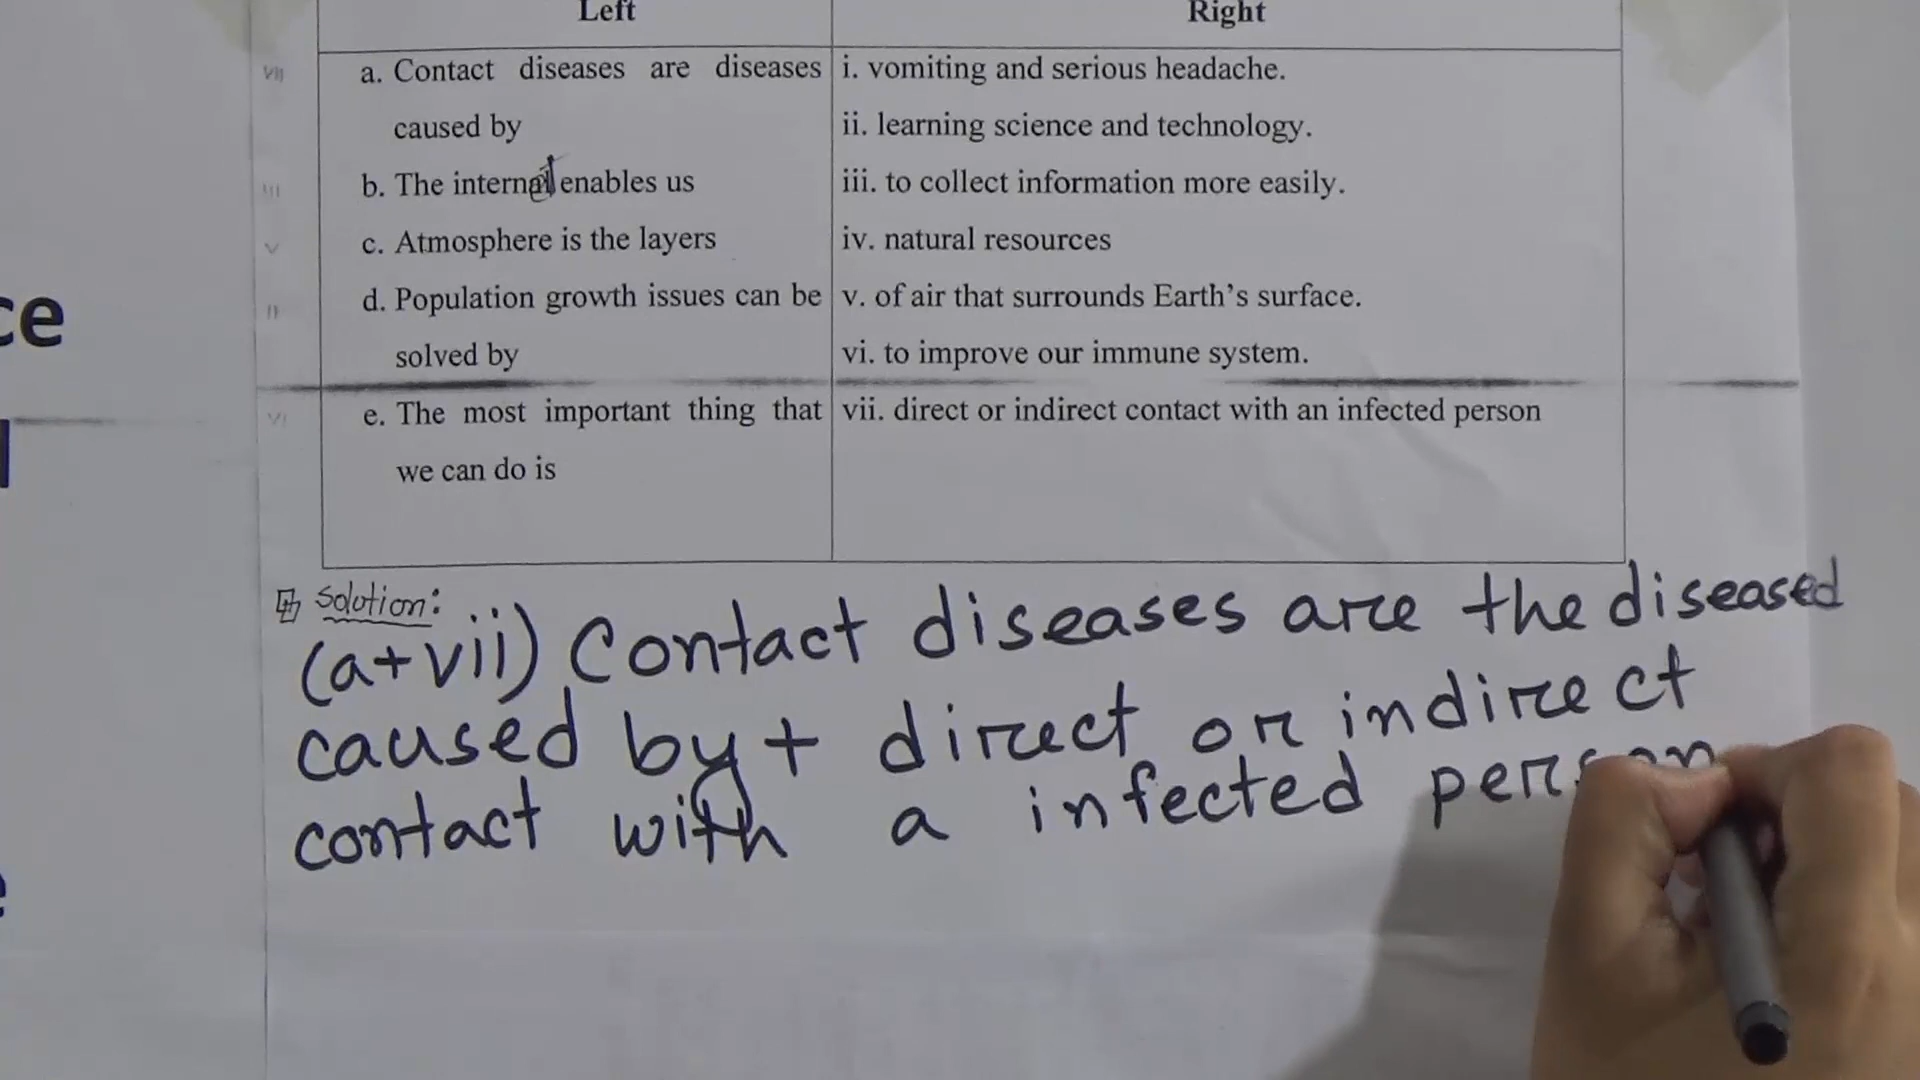 Left Right
vii a. Contact diseases are diseases i. vomiting and serious headache.
caused by ii. learning science and technology.
iii b. The internet enables us iii. to collect information more easily.
v c. Atmosphere is the layers iv. natural resources
ce
ii d. Population growth issues can be v. of air that surrounds Earth's surface.
solved by vi. to improve our immune system.
vi e. The most important thing that vii. direct or indirect contact with an infected person
we can do is
Solution:
(a+vii) Contact diseases are the diseased
caused by + direct or indirect
contact with a infected person